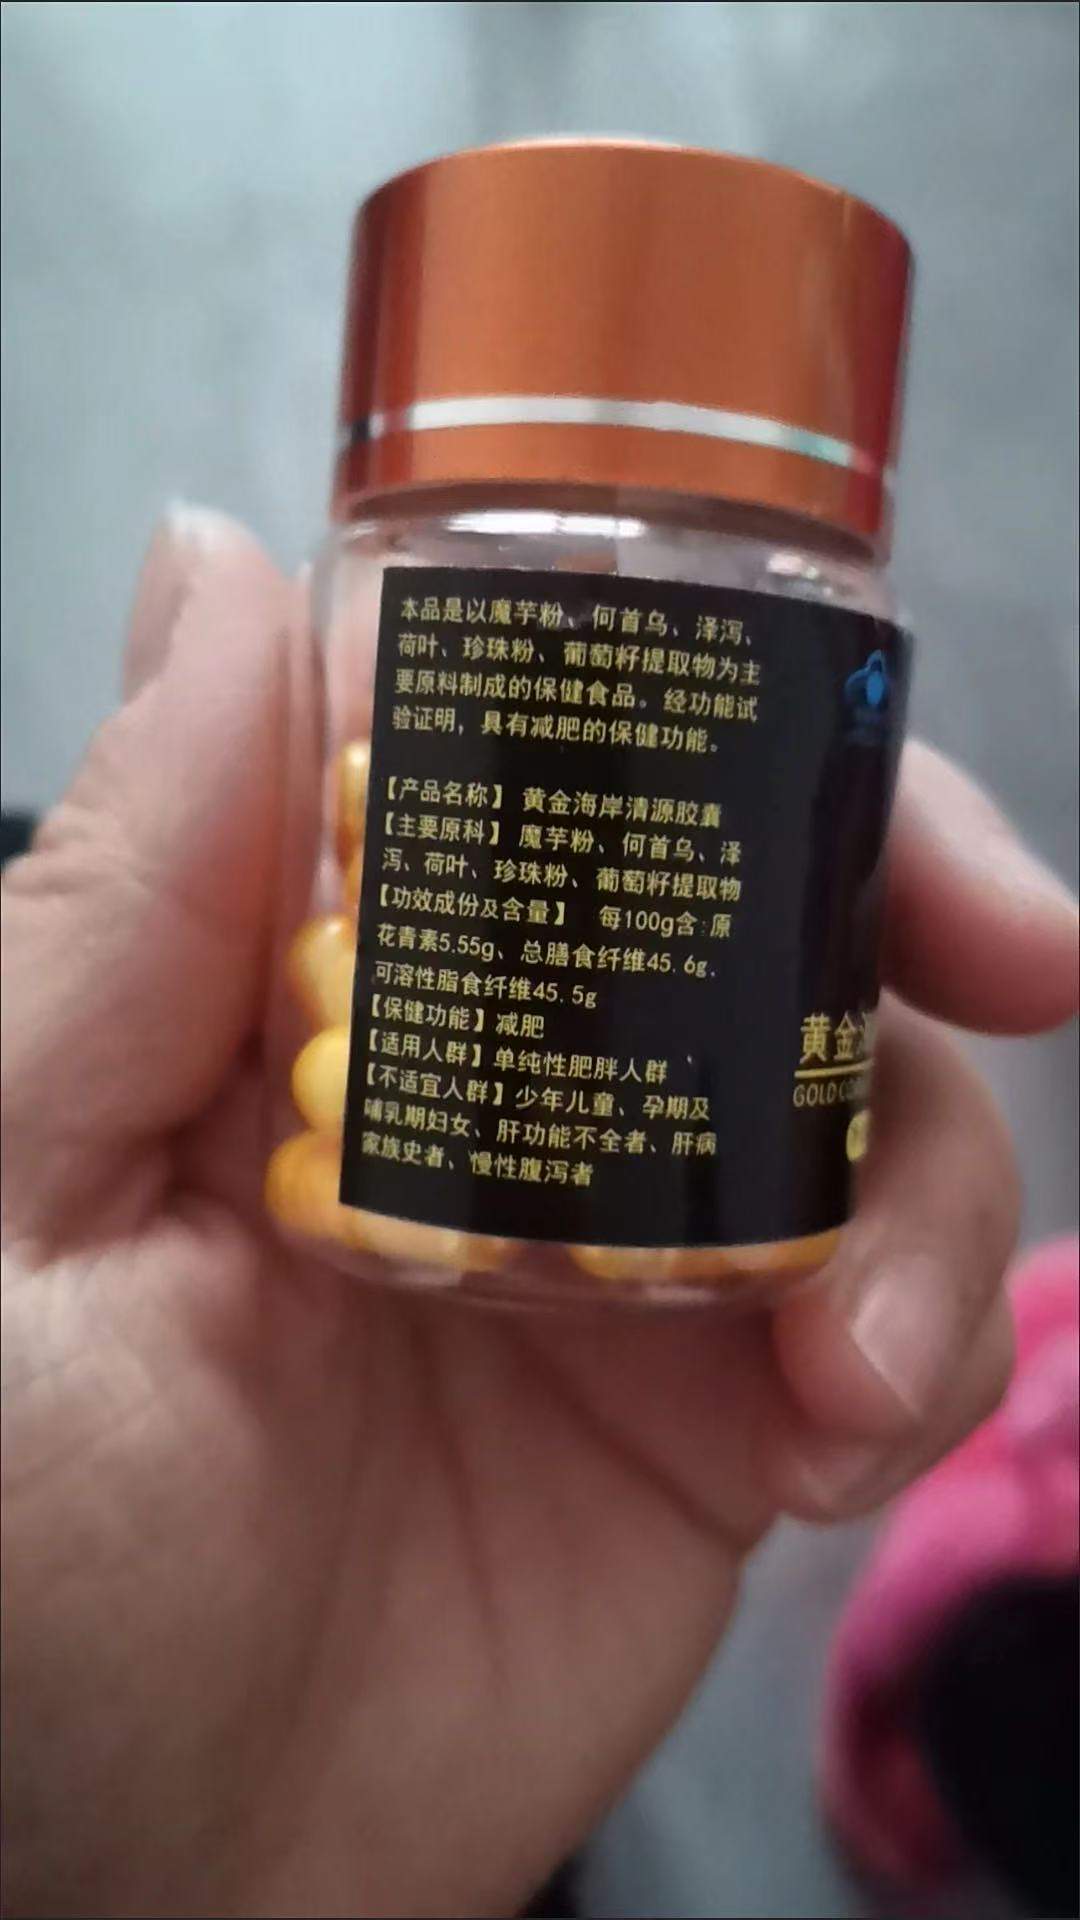 本品是以魔芋粉、何首乌、泽泻、
荷叶、珍珠粉、葡萄籽提取物为主
要原料制成的保健食品。经功能试
验证明，具有减肥的保健功能。
【产品名称】 黄金海岸清源胶囊
【主要原科】 魔芋粉、何首乌、泽
泻、荷叶、珍珠粉、葡萄籽提取物
【功效成份及含量】 每100g含:原
花青素5.55g、总膳食纤维45.6g.
可溶性脂食纤维45.5g
【保健功能】减肥
【适用人群】单纯性肥胖人群
【不适宜人群】少年儿童、孕期及
哺乳期妇女、肝功能不全者、肝病
家族史者、慢性腹泻者
黄金
GOLD